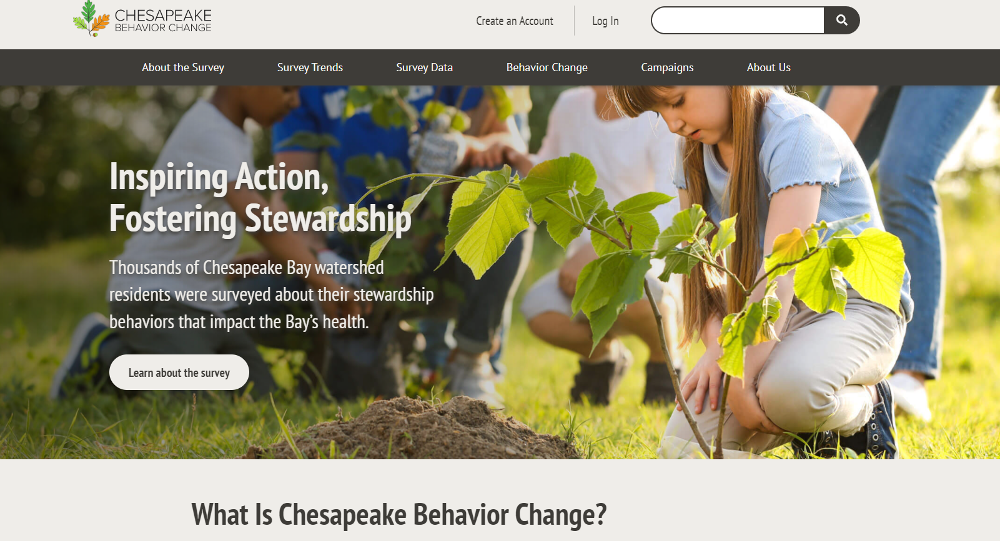 CHESAPEAKE
BEHAVIOR CHANGE
Create an Account
Log In
About the Survey
Survey Trends
Survey Data
Behavior Change
Campaigns
About Us
Inspiring Action,
Fostering Stewardship
Thousands of Chesapeake Bay watershed
residents were surveyed about their stewardship
behaviors that impact the Bay’s health.
Learn about the survey
What Is Chesapeake Behavior Change?